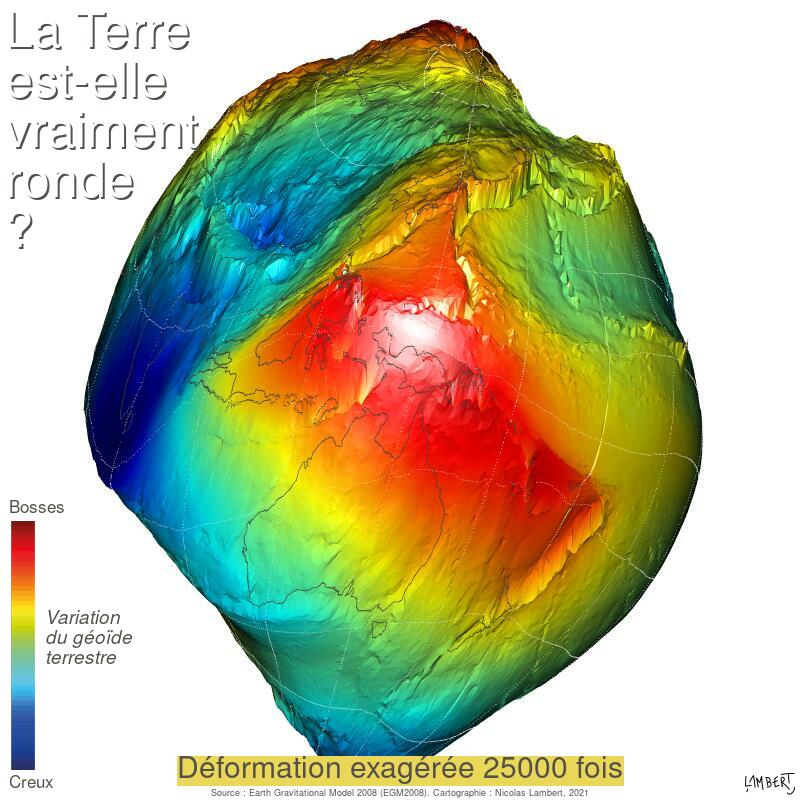 La Terre
est-elle
vraiment
ronde
?
Bosses
Variation
du géoïde
terrestre
Creux
Déformation exagérée 25000 fois
Source : Earth Gravitational Model 2008 (EGM2008). Cartographie : Nicolas Lambert, 2021
LAMBERT